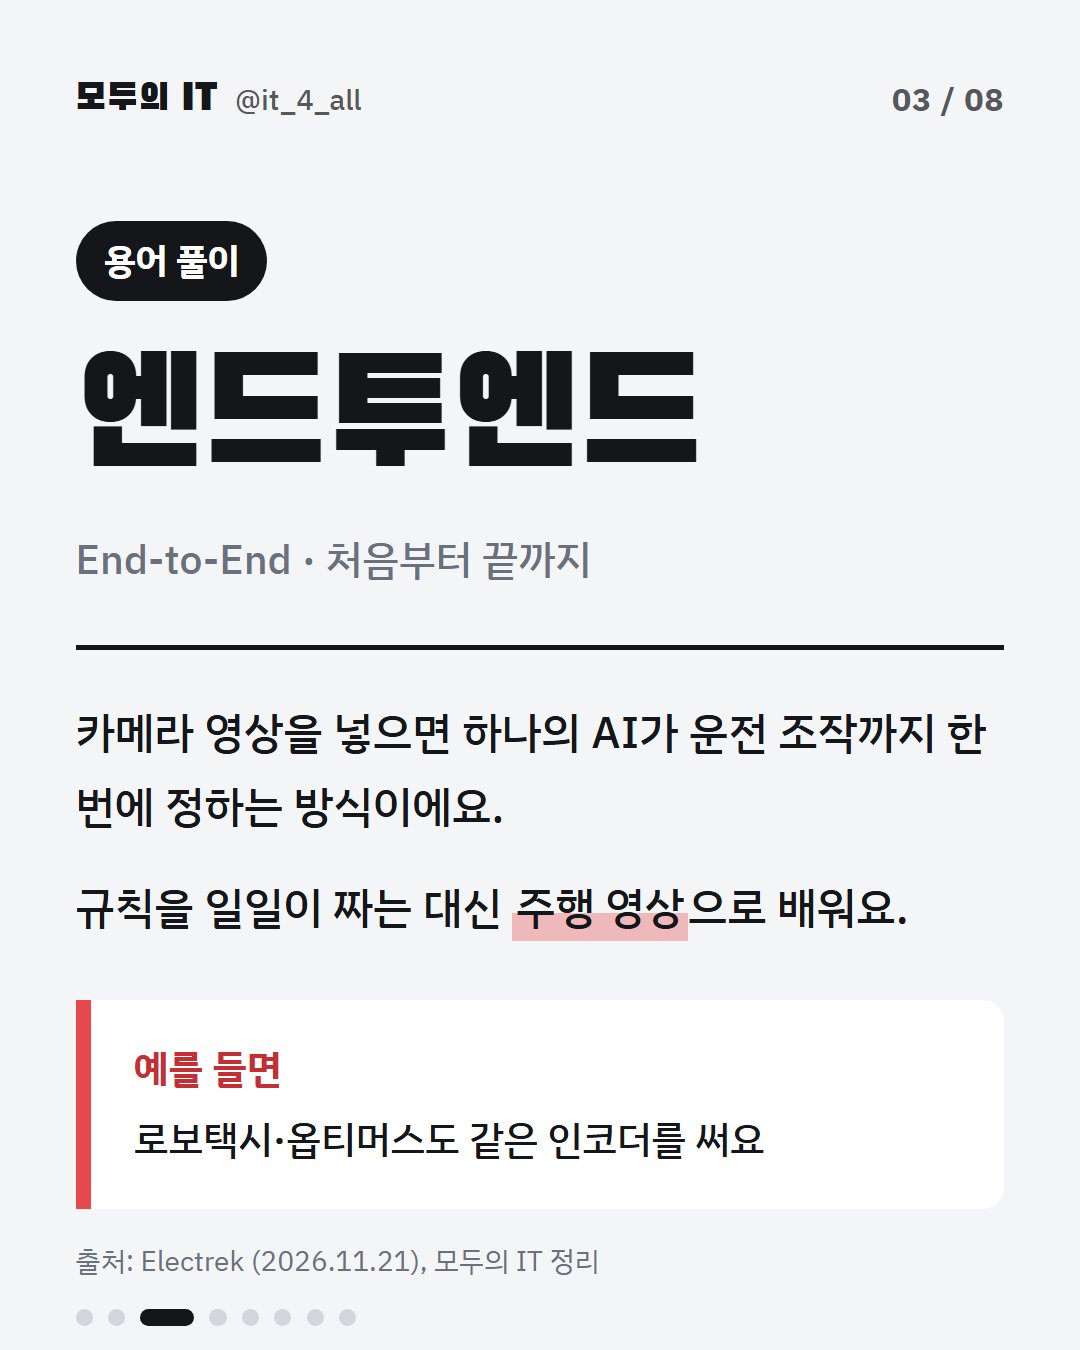 모두의 IT @it_4_all 03 / 08
용어 풀이
엔드투엔드
End-to-End · 처음부터 끝까지
카메라 영상을 넣으면 하나의 AI가 운전 조작까지 한
번에 정하는 방식이에요.
규칙을 일일이 짜는 대신 주행 영상으로 배워요.
예를 들면
로보택시·옵티머스도 같은 인코더를 써요
출처: Electrek (2026.11.21), 모두의 IT 정리